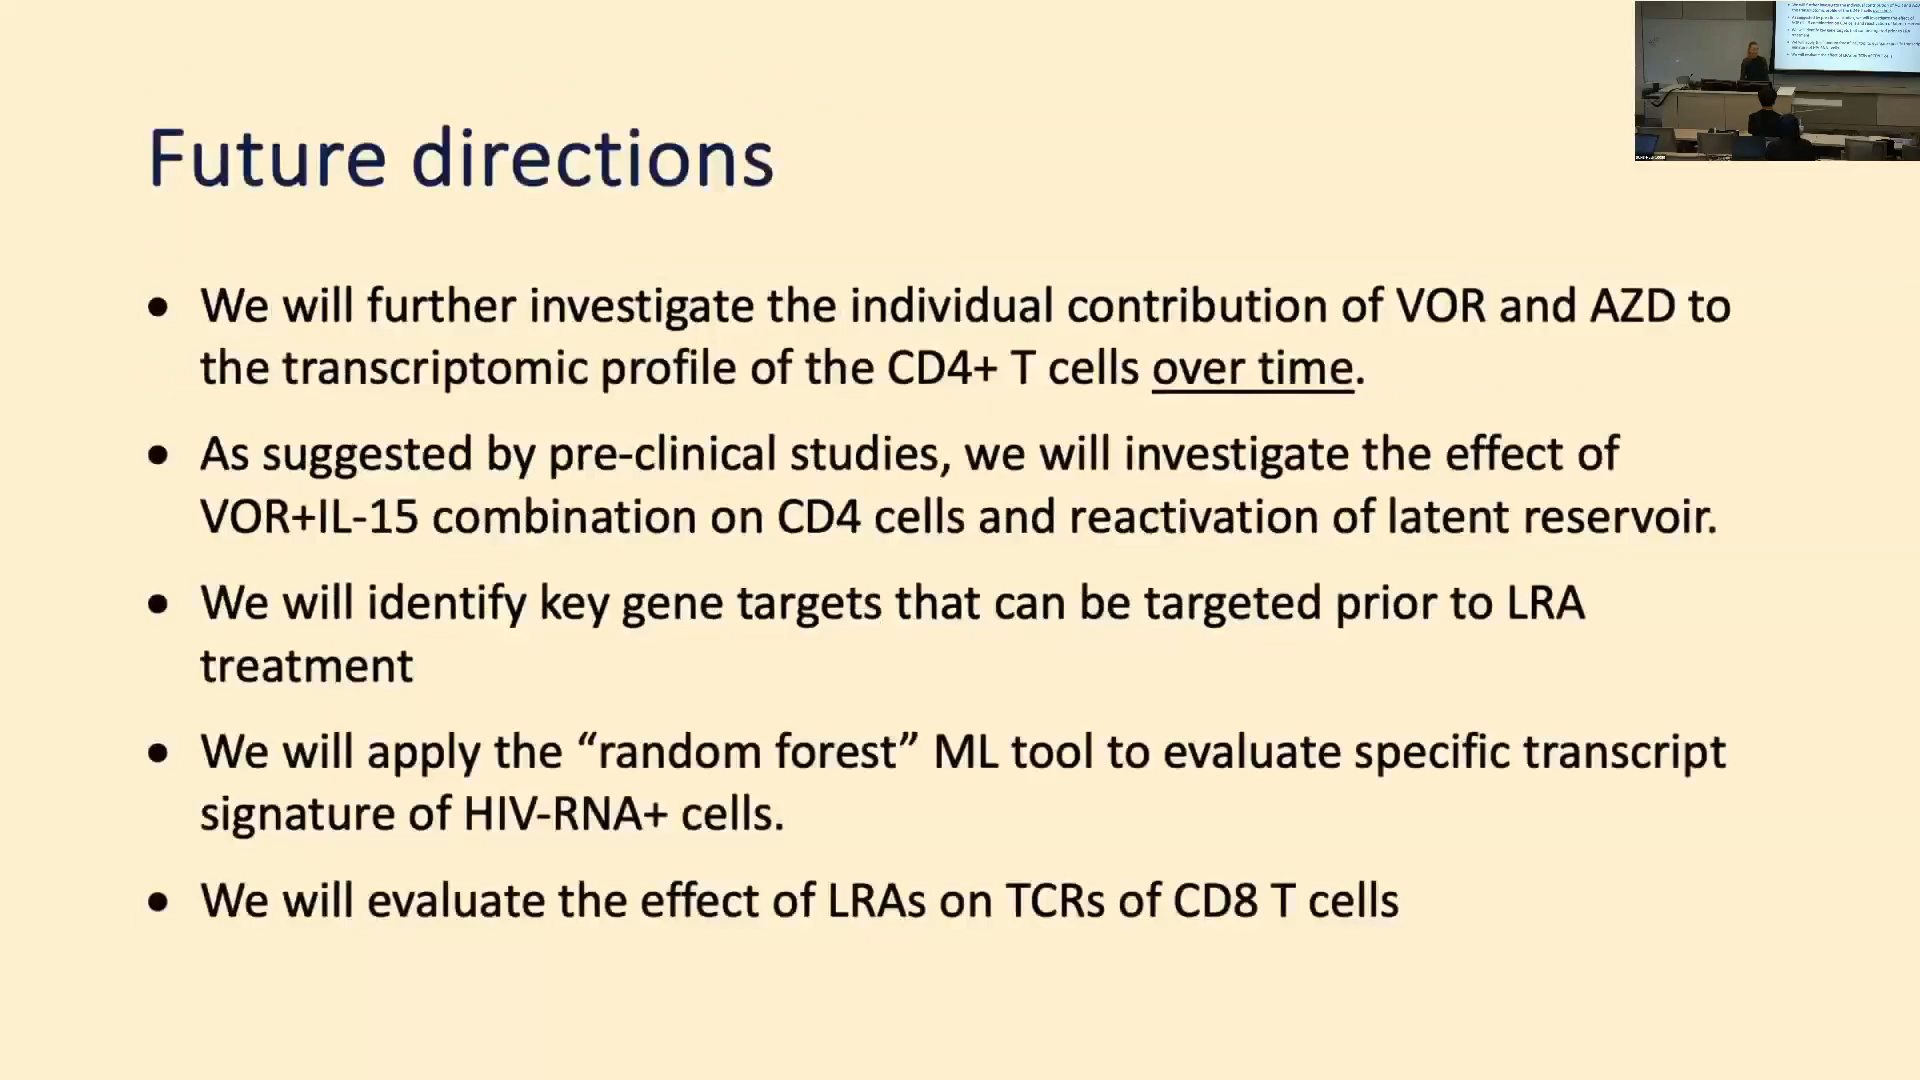 Future directions
• We will further investigate the individual contribution of VOR and AZD to
the transcriptomic profile of the CD4+ T cells over time.
• As suggested by pre-clinical studies, we will investigate the effect of
VOR+IL-15 combination on CD4 cells and reactivation of latent reservoir.
• We will identify key gene targets that can be targeted prior to LRA
treatment
• We will apply the “random forest” ML tool to evaluate specific transcript
signature of HIV-RNA+ cells.
• We will evaluate the effect of LRAs on TCRs of CD8 T cells